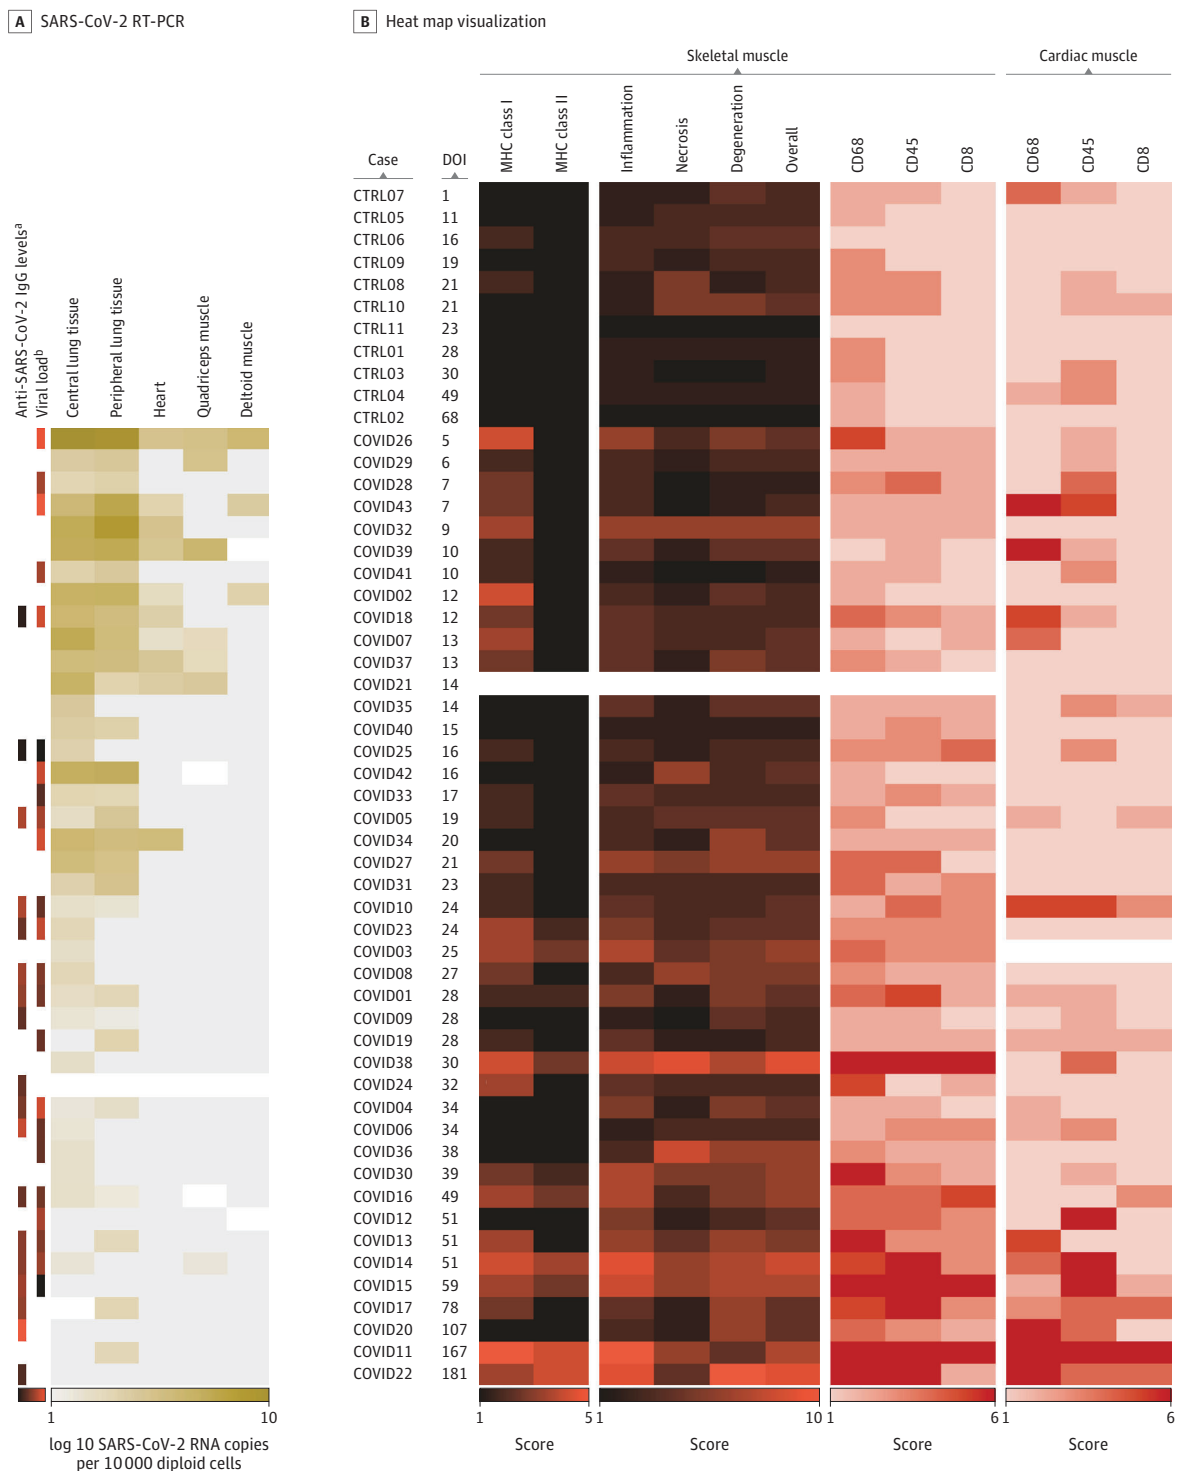 A SARS-CoV-2 RT-PCR
Anti-SARS-CoV-2 IgG levelsa
Viral loadb
Central lung tissue
Peripheral lung tissue
Heart
Quadriceps muscle
Deltoid muscle
1 10
log 10 SARS-CoV-2 RNA copies
per 10 000 diploid cells
B Heat map visualization
Skeletal muscle
Cardiac muscle
Case
DOI
MHC class I
MHC class II
Inflammation
Necrosis
Degeneration
Overall
CD68
CD45
CD8
CD68
CD45
CD8
CTRL07 1
CTRL05 11
CTRL06 16
CTRL09 19
CTRL08 21
CTRL10 21
CTRL11 23
CTRL01 28
CTRL03 30
CTRL04 49
CTRL02 68
COVID26 5
COVID29 6
COVID28 7
COVID43 7
COVID32 9
COVID39 10
COVID41 10
COVID02 12
COVID18 12
COVID07 13
COVID37 13
COVID21 14
COVID35 14
COVID40 15
COVID25 16
COVID42 16
COVID33 17
COVID05 19
COVID34 20
COVID27 21
COVID31 23
COVID10 24
COVID23 24
COVID03 25
COVID08 27
COVID01 28
COVID09 28
COVID19 28
COVID38 30
COVID24 32
COVID04 34
COVID06 34
COVID36 38
COVID30 39
COVID16 49
COVID12 51
COVID13 51
COVID14 51
COVID15 59
COVID17 78
COVID20 107
COVID11 167
COVID22 181
1 5 1 10 1 6 1 6
Score Score Score Score